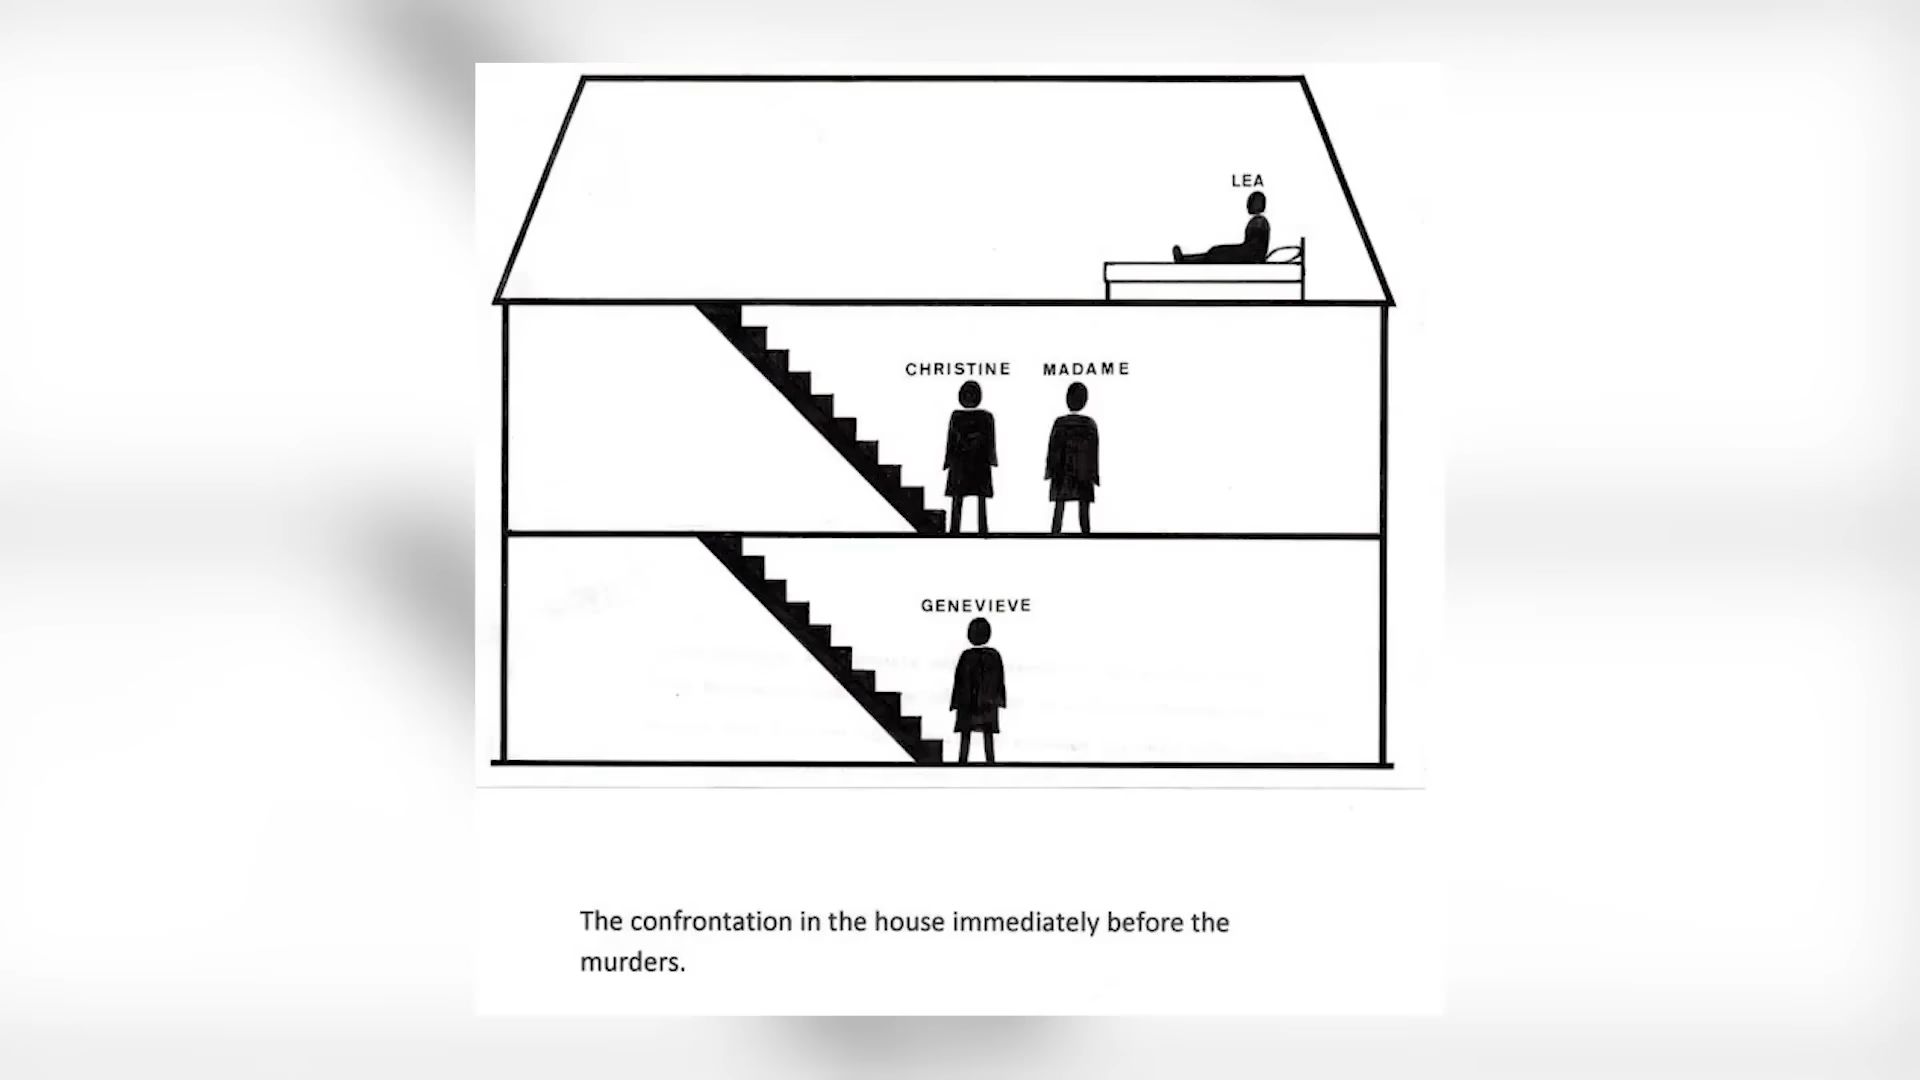 LEA
CHRISTINE MADAME
GENEVIEVE
The confrontation in the house immediately before the
murders.